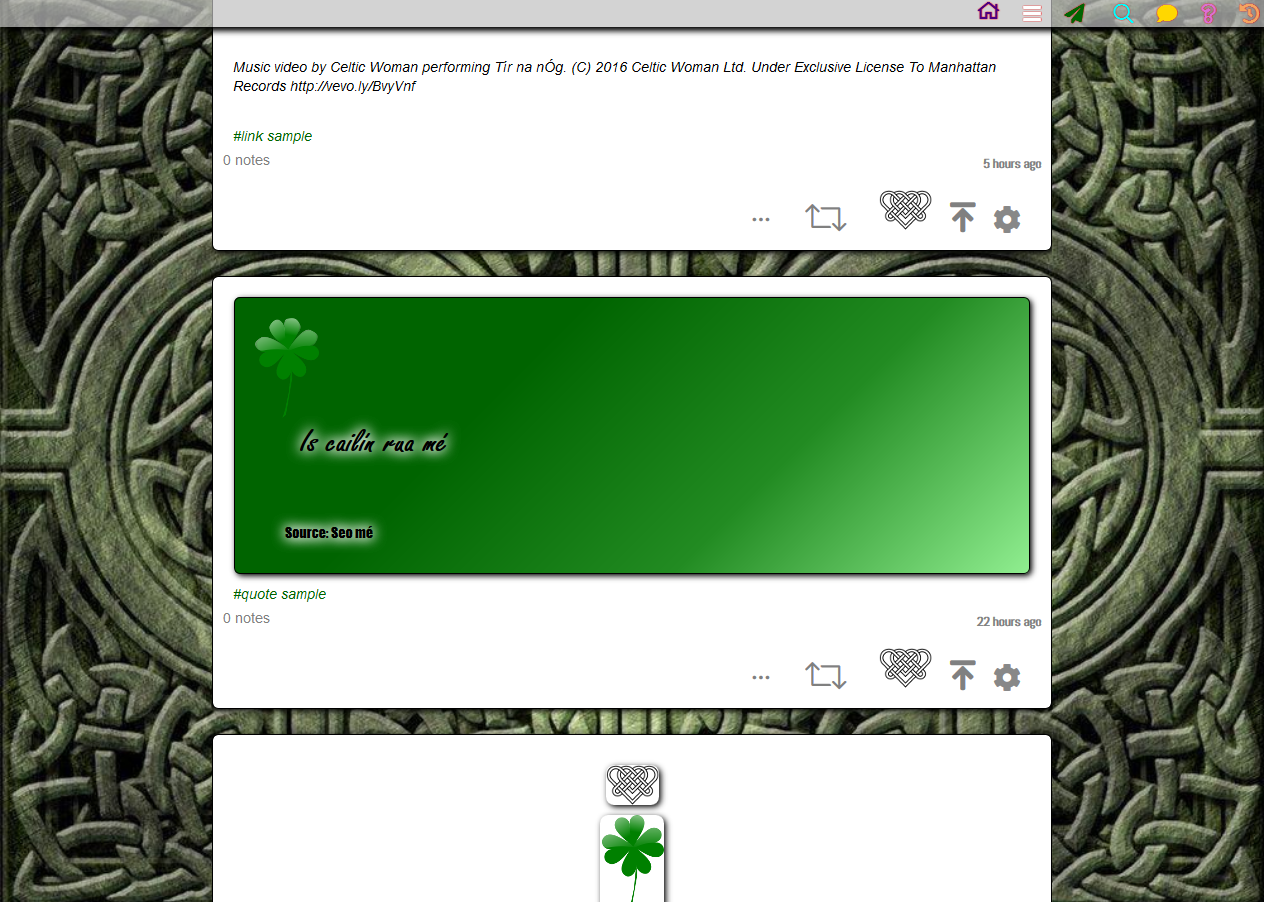 Music video by Celtic Woman performing Tír na nÓg. (C) 2016 Celtic Woman Ltd. Under Exclusive License To Manhattan
Records http://vevo.ly/BvyVnf
#link sample
0 notes
5 hours ago
Is cailín rua mé
Source: Seo mé
#quote sample
0 notes
22 hours ago